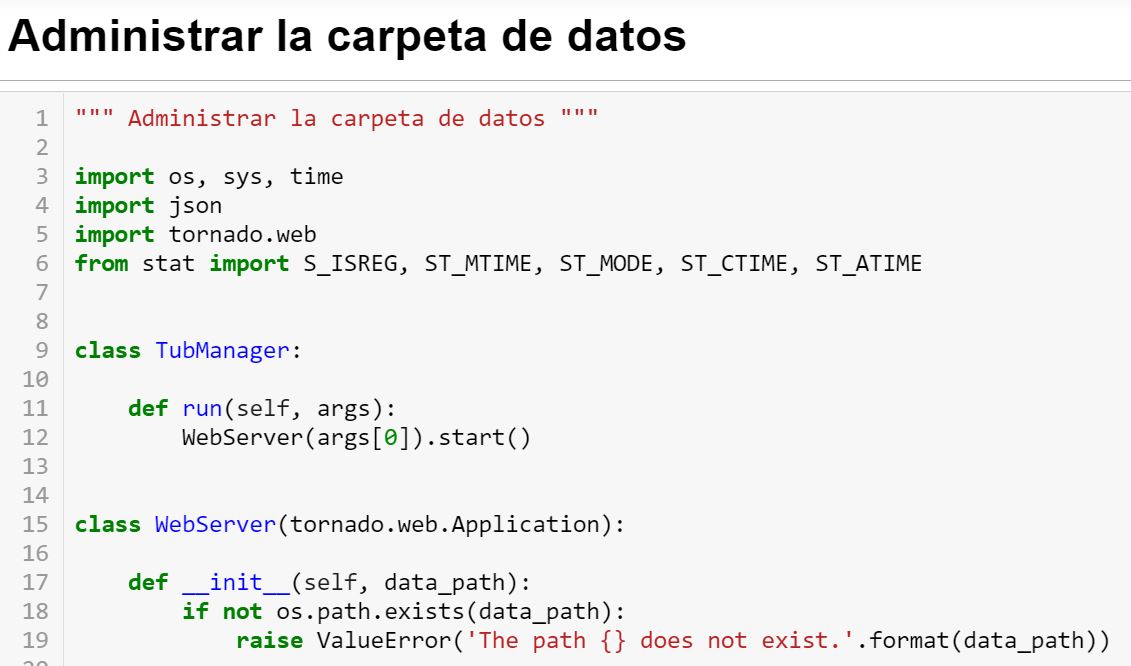 Administrar la carpeta de datos
1 """ Administrar la carpeta de datos """
2
3 import os, sys, time
4 import json
5 import tornado.web
6 from stat import S_ISREG, ST_MTIME, ST_MODE, ST_CTIME, ST_ATIME
7
8
9 class TubManager:
10
11     def run(self, args):
12         WebServer(args[0]).start()
13
14
15 class WebServer(tornado.web.Application):
16
17     def __init__(self, data_path):
18         if not os.path.exists(data_path):
19             raise ValueError('The path {} does not exist.'.format(data_path))
20